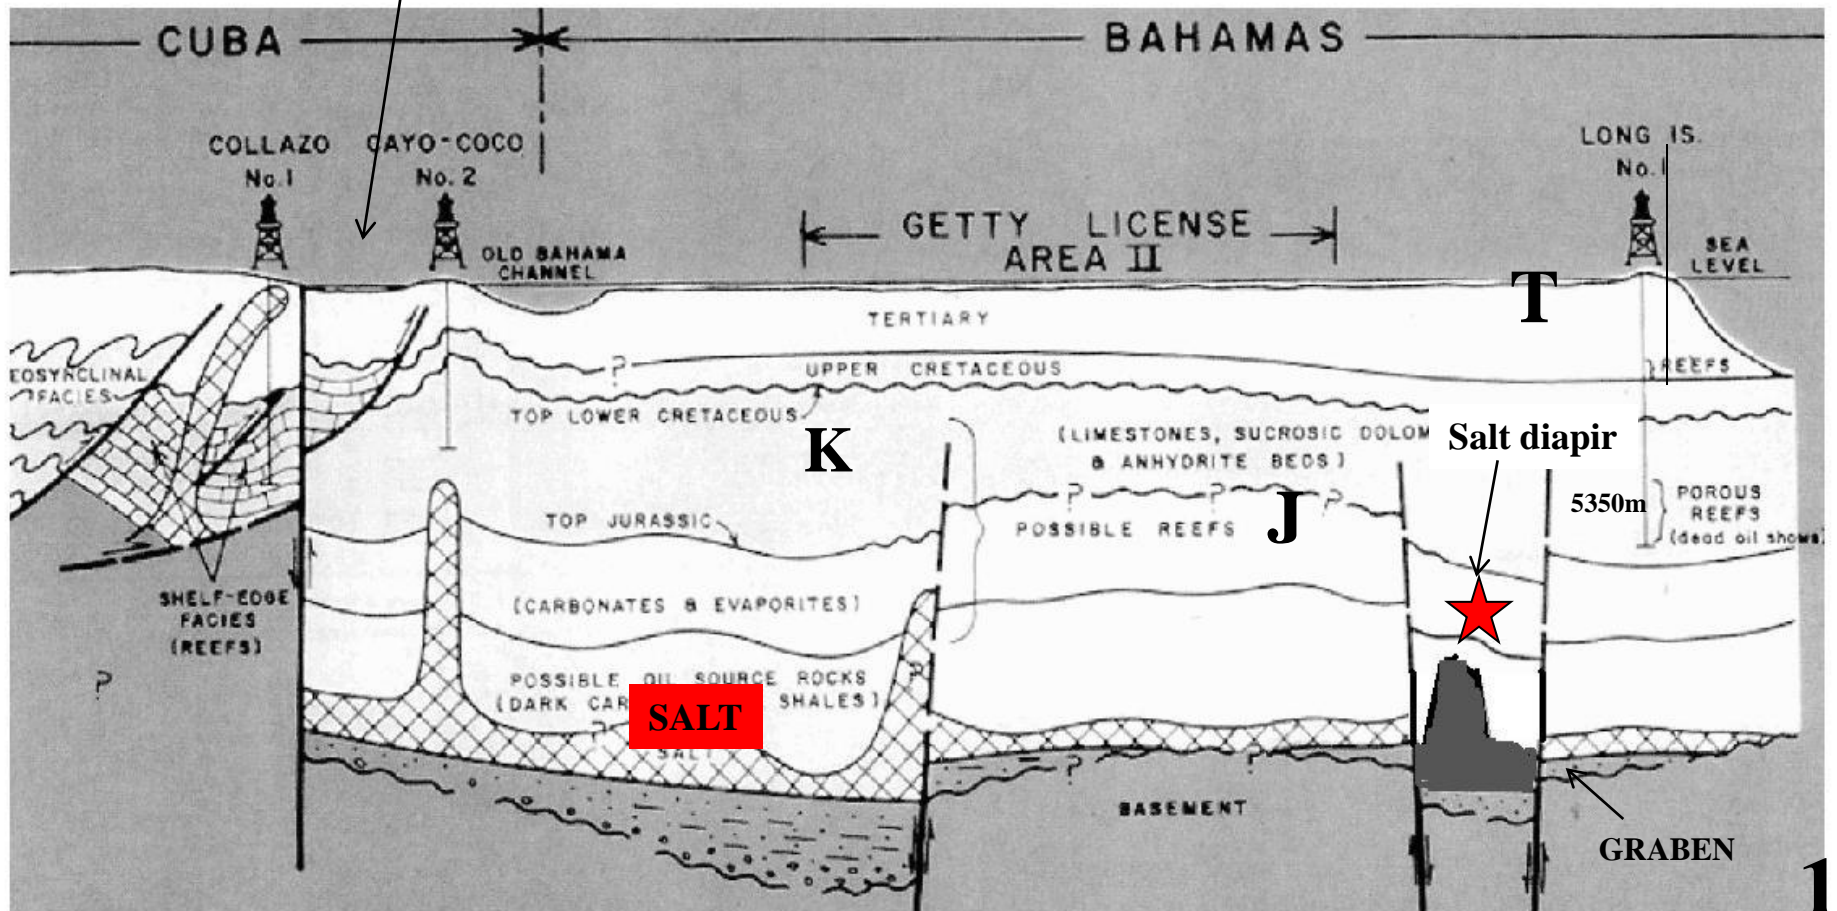 CUBA
BAHAMAS
COLLAZO
No.1
CAYO-COCO
No. 2
LONG IS.
No.1
OLD BAHAMA
CHANNEL
GETTY LICENSE
AREA II
SEA
LEVEL
T
TERTIARY
?
UPPER CRETACEOUS
REEFS
EOSYNCLINAL
FACIES
TOP LOWER CRETACEOUS
K
(LIMESTONES, SUCROSIC DOLOM
& ANHYDRITE BEDS)
Salt diapir
? ? ?
5350m
POROUS
REEFS
(dead oil shows)
TOP JURASSIC
POSSIBLE REEFS
J
SHELF-EDGE
FACIES
(REEFS)
(CARBONATES & EVAPORITES)
?
POSSIBLE OIL SOURCE ROCKS
(DARK CAR SHALES)
?
?
SALT
SALT
? ?
BASEMENT
GRABEN
1